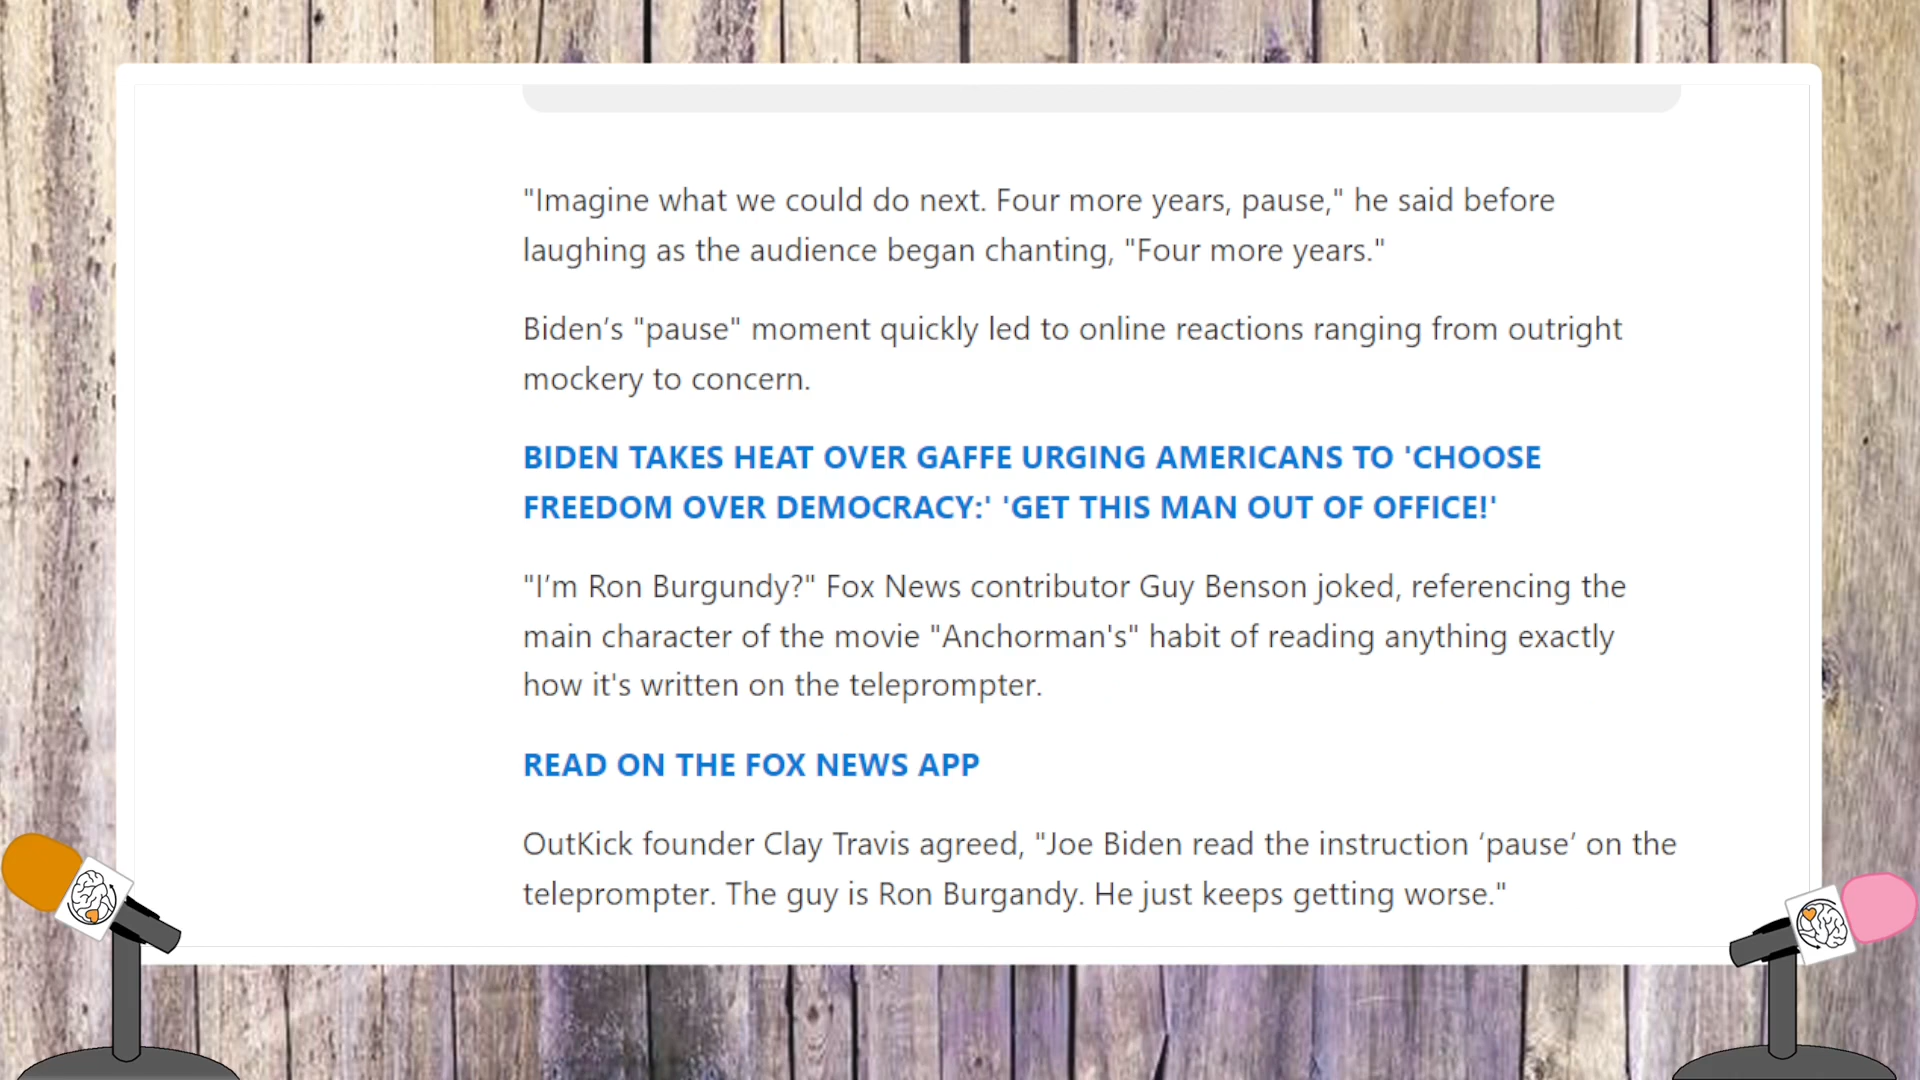 "Imagine what we could do next. Four more years, pause," he said before
laughing as the audience began chanting, "Four more years."
Biden’s "pause" moment quickly led to online reactions ranging from outright
mockery to concern.
BIDEN TAKES HEAT OVER GAFFE URGING AMERICANS TO 'CHOOSE
FREEDOM OVER DEMOCRACY:' 'GET THIS MAN OUT OF OFFICE!'
"I’m Ron Burgundy?" Fox News contributor Guy Benson joked, referencing the
main character of the movie "Anchorman's" habit of reading anything exactly
how it's written on the teleprompter.
READ ON THE FOX NEWS APP
OutKick founder Clay Travis agreed, "Joe Biden read the instruction ‘pause’ on the
teleprompter. The guy is Ron Burgandy. He just keeps getting worse."